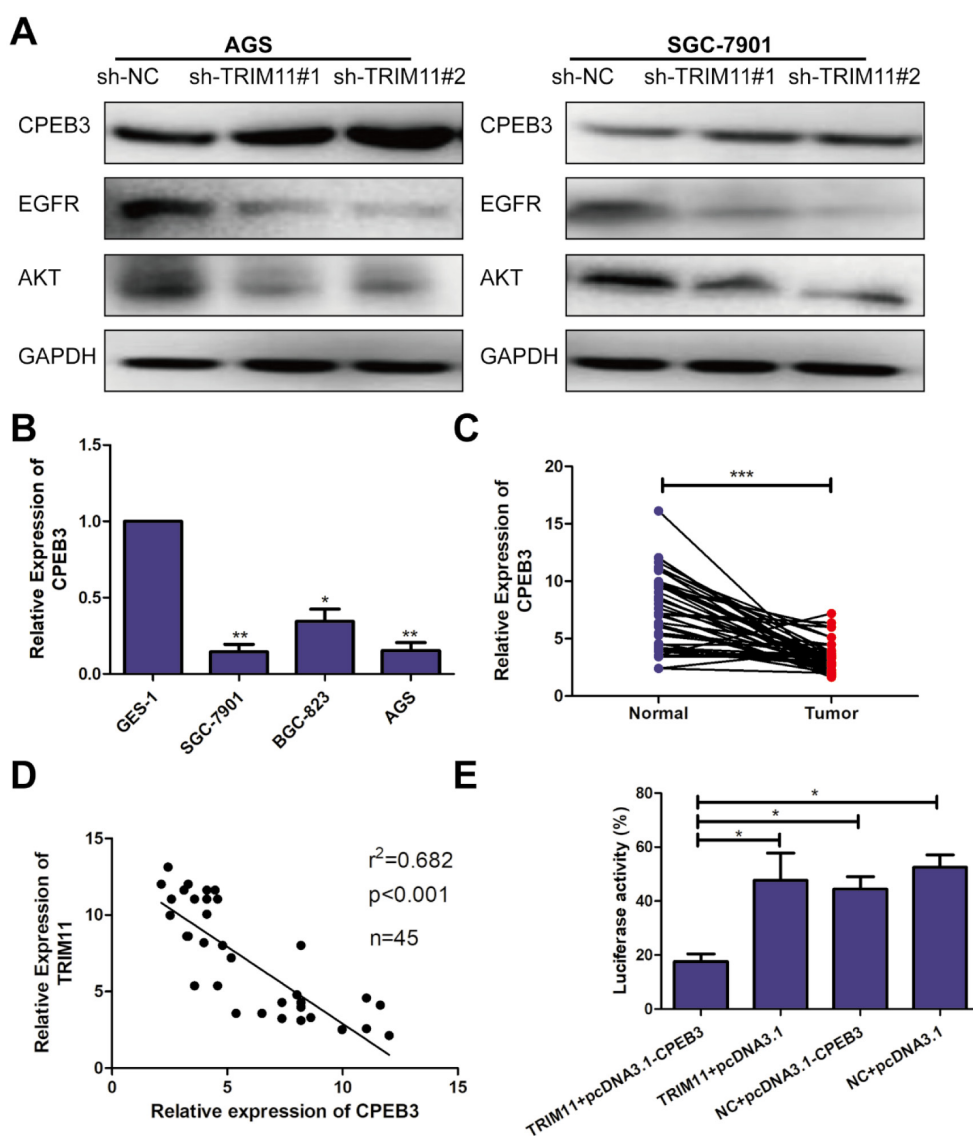 A
AGS
sh-NC sh-TRIM11#1 sh-TRIM11#2
CPEB3
EGFR
AKT
GAPDH
SGC-7901
sh-NC sh-TRIM11#1 sh-TRIM11#2
CPEB3
EGFR
AKT
GAPDH
B
Relative Expression of
CPEB3
1.5
1.0
0.5
0.0
**
*
**
GES-1
SGC-7901
BGC-823
AGS
C
Relative Expression of
CPEB3
20
15
10
5
0
***
Normal
Tumor
D
Relative Expression of
TRIM11
15
10
5
0
r²=0.682
p<0.001
n=45
0 5 10 15
Relative expression of CPEB3
E
Luciferase activity (%)
80
60
40
20
0
*
*
*
TRIM11+pcDNA3.1-CPEB3
TRIM11+pcDNA3.1
NC+pcDNA3.1-CPEB3
NC+pcDNA3.1